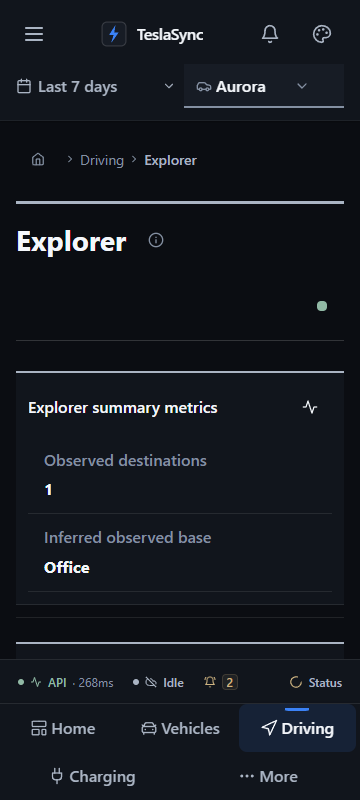 TeslaSync
Last 7 days
Aurora
Driving
Explorer
Explorer
Explorer summary metrics
Observed destinations
1
Inferred observed base
Office
API · 268ms
Idle
2
Status
Home
Vehicles
Driving
Charging
More